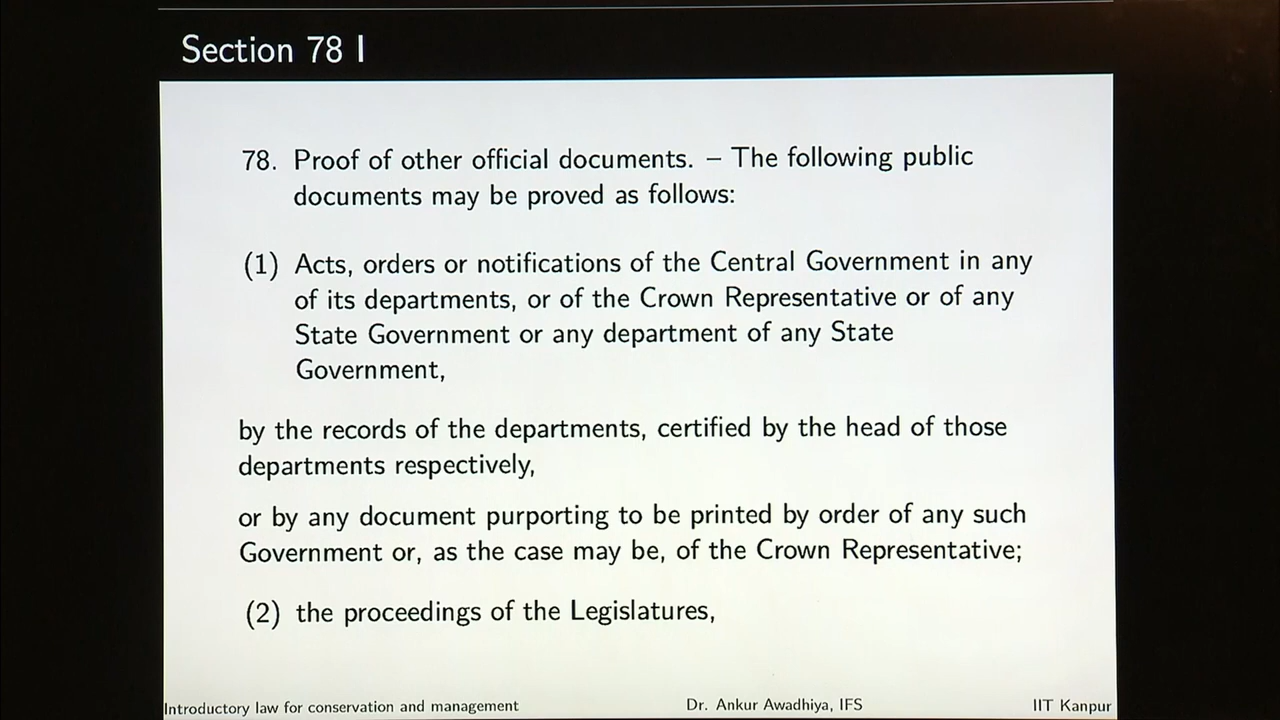 Section 78 I
78. Proof of other official documents. – The following public
documents may be proved as follows:
(1) Acts, orders or notifications of the Central Government in any
of its departments, or of the Crown Representative or of any
State Government or any department of any State
Government,
by the records of the departments, certified by the head of those
departments respectively,
or by any document purporting to be printed by order of any such
Government or, as the case may be, of the Crown Representative;
(2) the proceedings of the Legislatures,
Introductory law for conservation and management Dr. Ankur Awadhiya, IFS IIT Kanpur